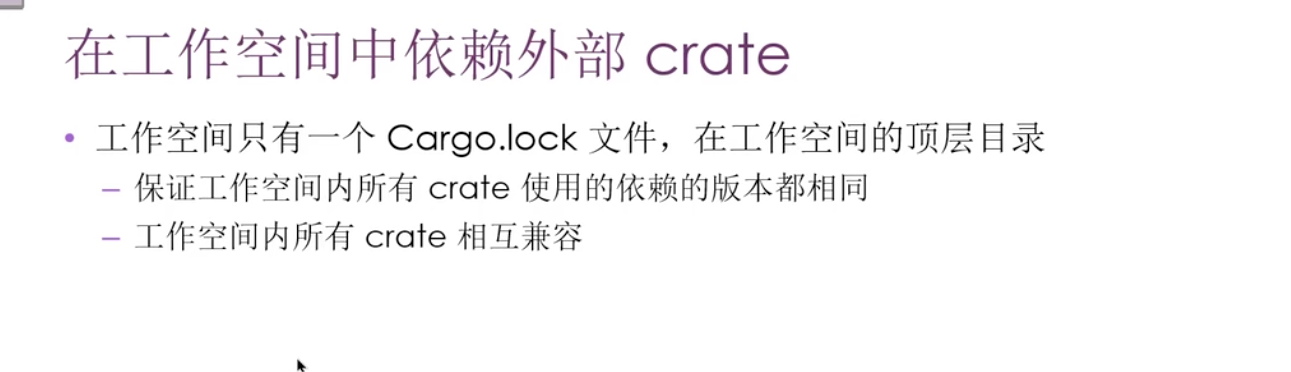 在工作空间中依赖外部 crate
• 工作空间只有一个 Cargo.lock 文件，在工作空间的顶层目录
– 保证工作空间内所有 crate 使用的依赖的版本都相同
– 工作空间内所有 crate 相互兼容